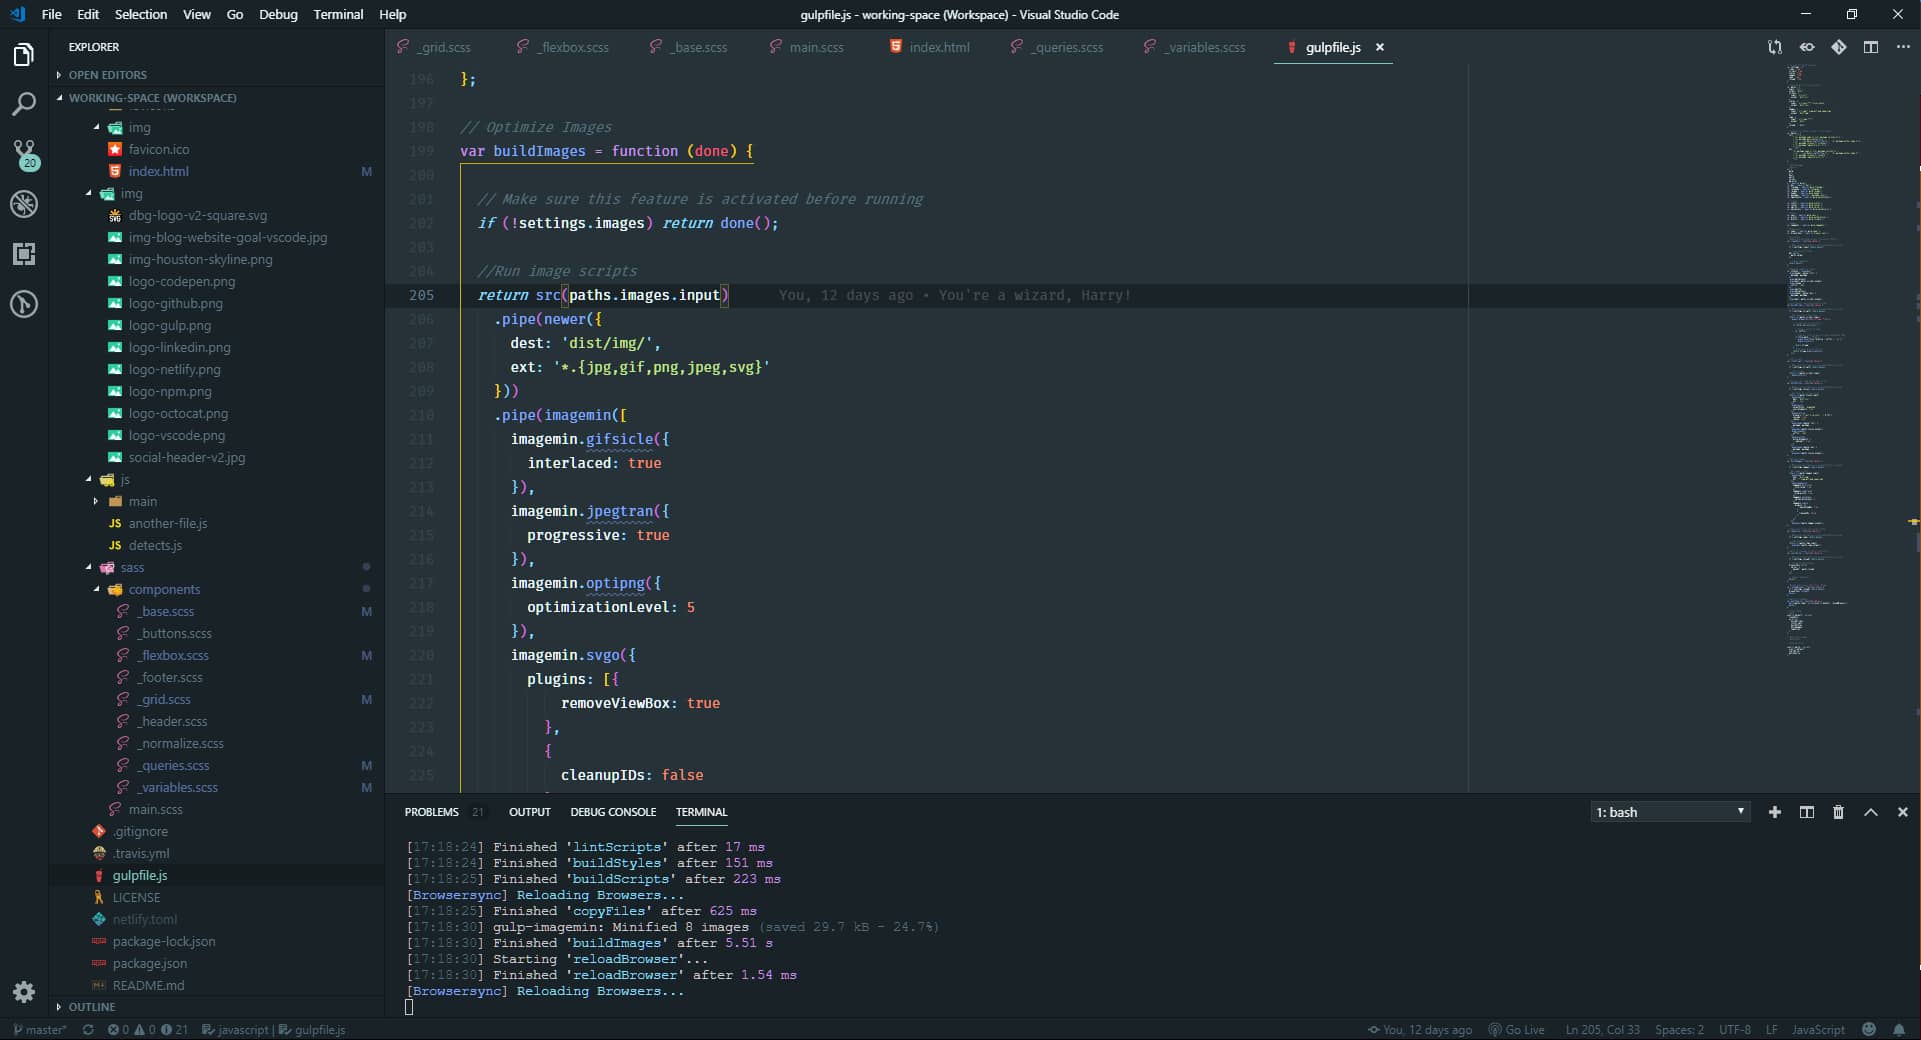 File Edit Selection View Go Debug Terminal Help
gulpfile.js - working-space (Workspace) - Visual Studio Code
EXPLORER
OPEN EDITORS
WORKING-SPACE (WORKSPACE)
img
favicon.ico
index.html M
img
dbg-logo-v2-square.svg
img-blog-website-goal-vscode.jpg
img-houston-skyline.png
logo-codepen.png
logo-github.png
logo-gulp.png
logo-linkedin.png
logo-netlify.png
logo-npm.png
logo-octocat.png
logo-vscode.png
social-header-v2.jpg
js
main
JS another-file.js
JS detects.js
sass
components
_base.scss M
_buttons.scss
_flexbox.scss M
_footer.scss
_grid.scss M
_header.scss
_normalize.scss
_queries.scss M
_variables.scss M
main.scss
.gitignore
.travis.yml
gulpfile.js
LICENSE
netlify.toml
package-lock.json
package.json
README.md
OUTLINE
20
_grid.scss _flexbox.scss _base.scss main.scss index.html _queries.scss _variables.scss gulpfile.js
196 };
197
198 // Optimize Images
199 var buildImages = function (done) {
200
201 // Make sure this feature is activated before running
202 if (!settings.images) return done();
203
204 //Run image scripts
205 return src(paths.images.input) You, 12 days ago • You're a wizard, Harry!
206 .pipe(newer({
207 dest: 'dist/img/',
208 ext: '*.{jpg,gif,png,jpeg,svg}'
209 }))
210 .pipe(imagemin([
211 imagemin.gifsicle({
212 interlaced: true
213 }),
214 imagemin.jpegtran({
215 progressive: true
216 }),
217 imagemin.optipng({
218 optimizationLevel: 5
219 }),
220 imagemin.svgo({
221 plugins: [{
222 removeViewBox: true
223 },
224 {
225 cleanupIDs: false
PROBLEMS 21 OUTPUT DEBUG CONSOLE TERMINAL 1: bash
[17:18:24] Finished 'lintScripts' after 17 ms
[17:18:24] Finished 'buildStyles' after 151 ms
[17:18:25] Finished 'buildScripts' after 223 ms
[Browsersync] Reloading Browsers...
[17:18:25] Finished 'copyFiles' after 625 ms
[17:18:30] gulp-imagemin: Minified 8 images (saved 29.7 kB - 24.7%)
[17:18:30] Finished 'buildImages' after 5.51 s
[17:18:30] Starting 'reloadBrowser'...
[17:18:30] Finished 'reloadBrowser' after 1.54 ms
[Browsersync] Reloading Browsers...
master* 0 0 21 javascript | gulpfile.js You, 12 days ago Go Live Ln 205, Col 33 Spaces: 2 UTF-8 LF JavaScript